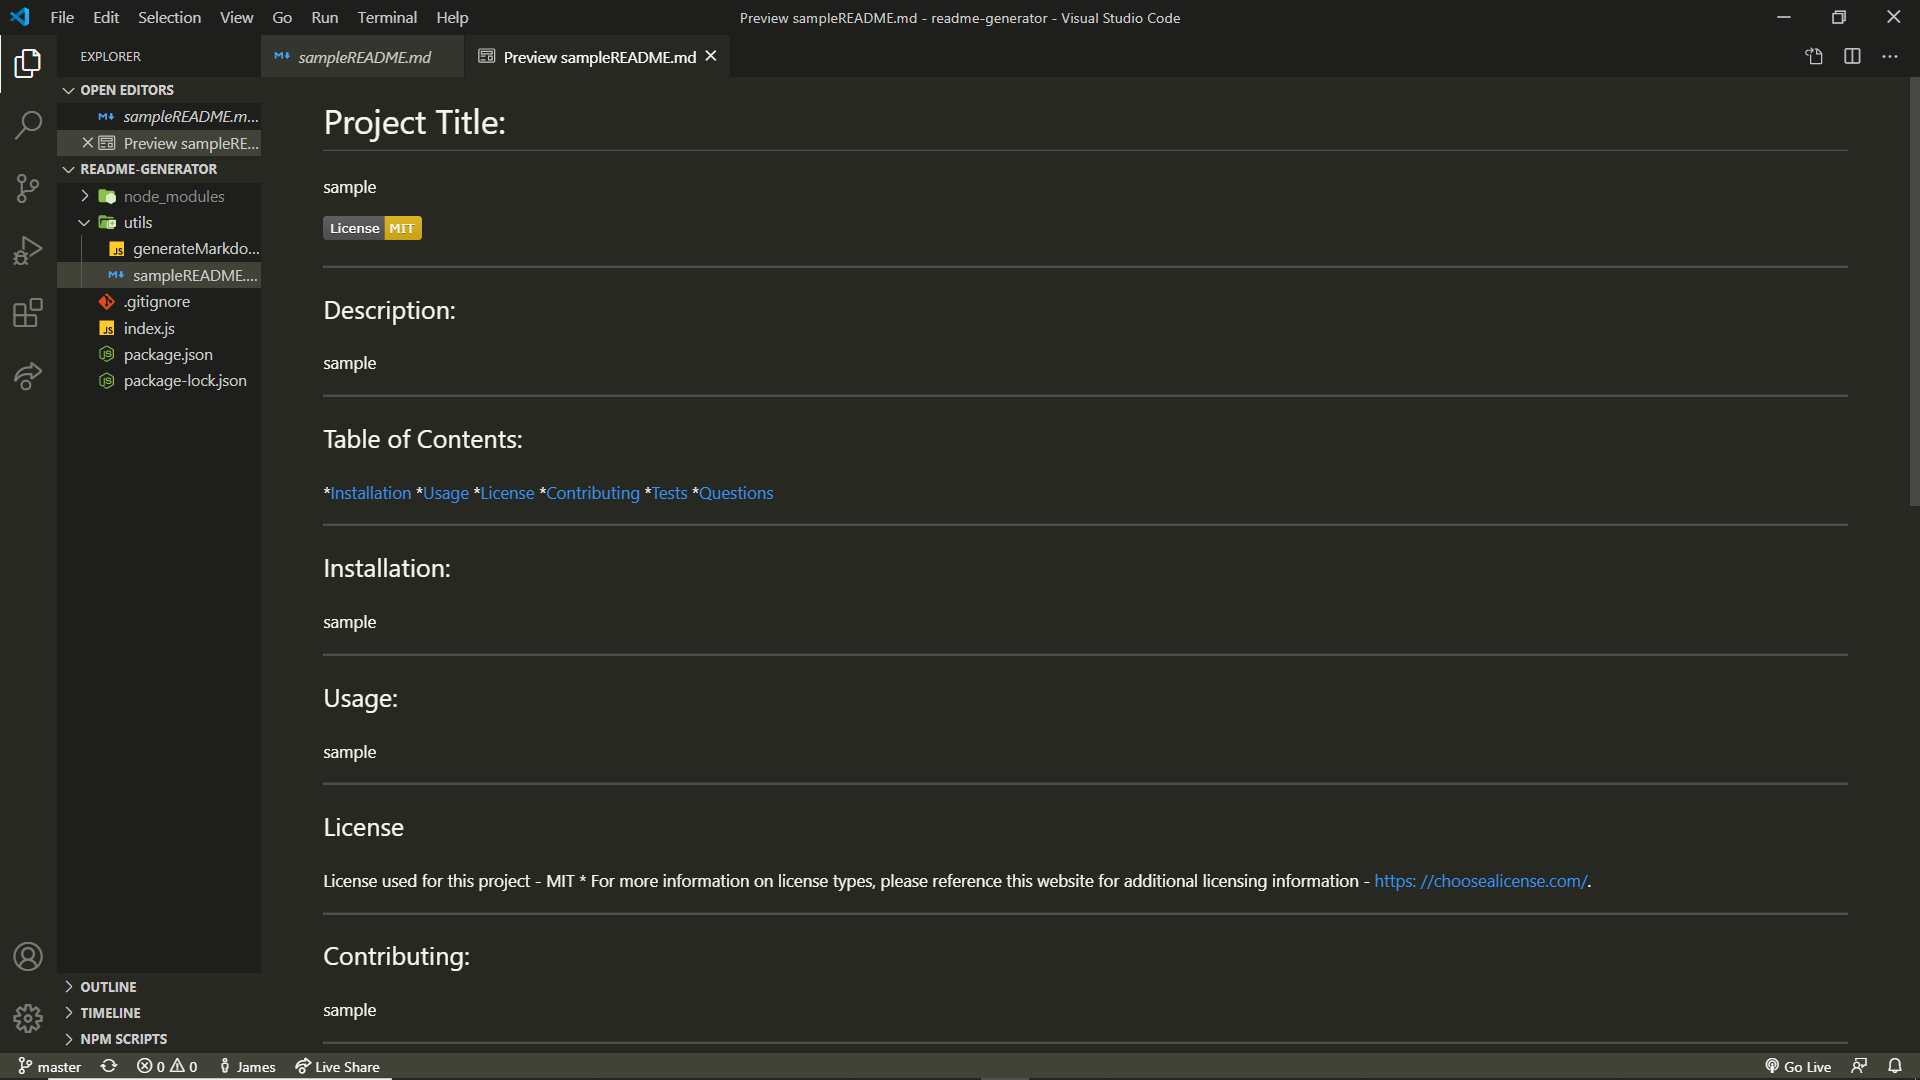 File Edit Selection View Go Run Terminal Help
Preview sampleREADME.md - readme-generator - Visual Studio Code
EXPLORER
sampleREADME.md
Preview sampleREADME.md
OPEN EDITORS
sampleREADME.m...
Preview sampleRE...
README-GENERATOR
node_modules
utils
generateMarkdo...
sampleREADME....
.gitignore
index.js
package.json
package-lock.json
OUTLINE
TIMELINE
NPM SCRIPTS
Project Title:
sample
License MIT
Description:
sample
Table of Contents:
*Installation *Usage *License *Contributing *Tests *Questions
Installation:
sample
Usage:
sample
License
License used for this project - MIT * For more information on license types, please reference this website for additional licensing information - https: //choosealicense.com/.
Contributing:
sample
master 0 0 James Live Share
Go Live